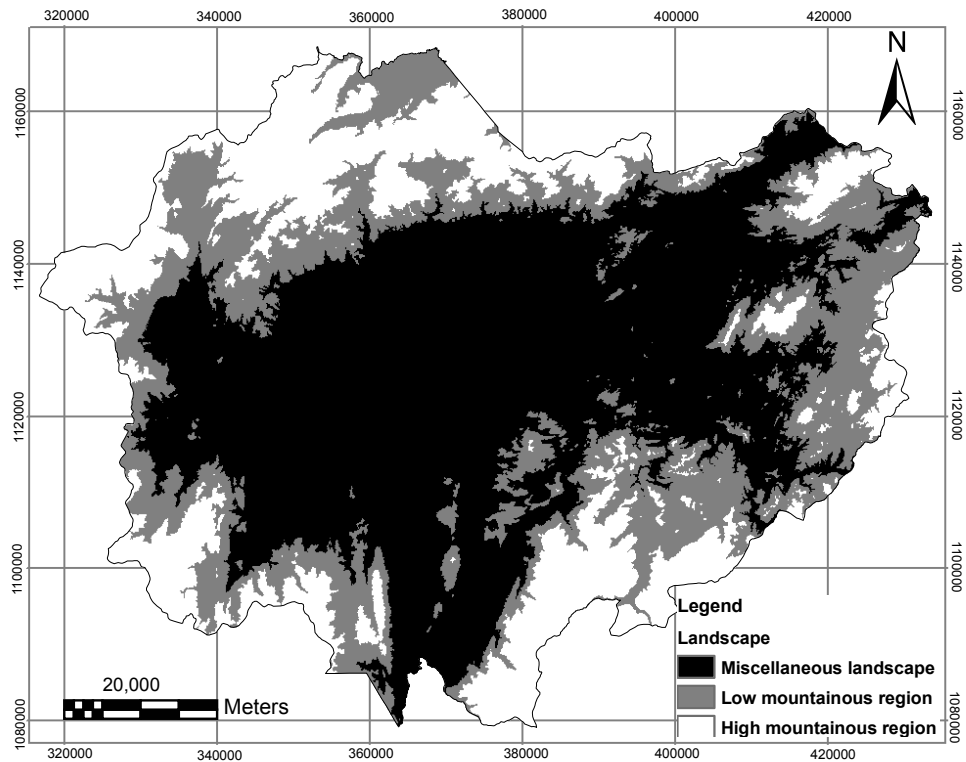 320000 340000 360000 380000 400000 420000
N
1160000 1160000
1140000 1140000
1120000 1120000
1100000 1100000
Legend
Landscape
Miscellaneous landscape
Low mountainous region
High mountainous region
20,000
Meters
1080000 1080000
320000 340000 360000 380000 400000 420000